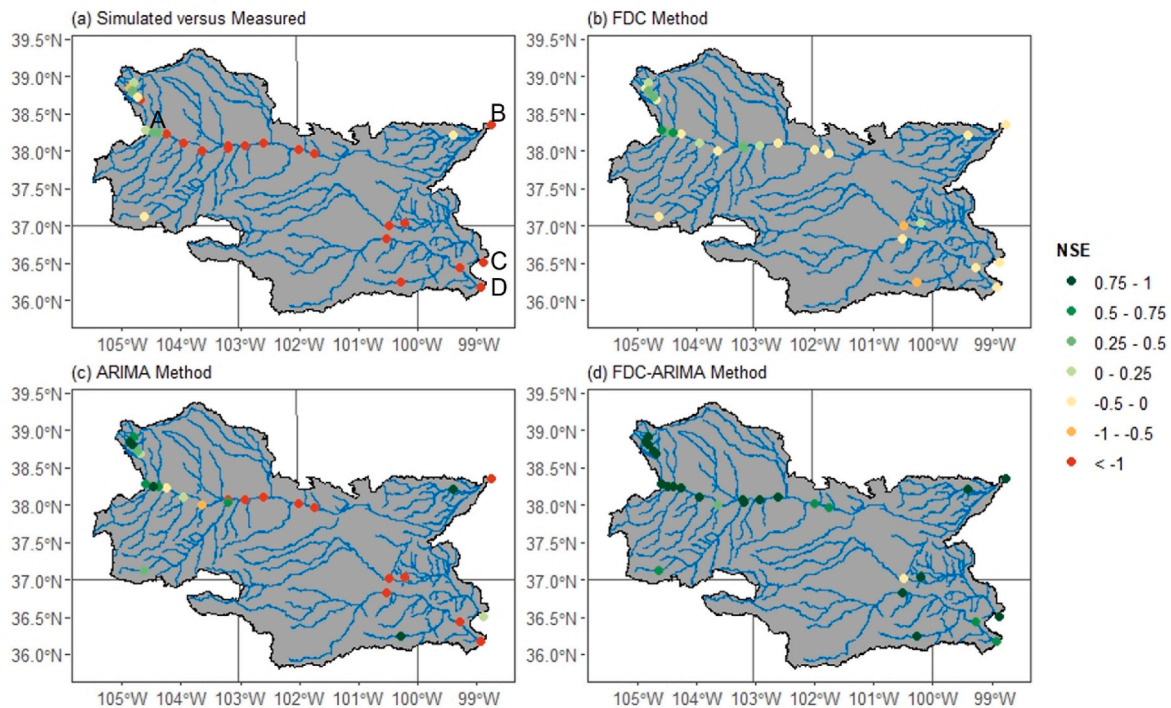 (a) Simulated versus Measured
(b) FDC Method
39.5°N
39.0°N
38.5°N
38.0°N
37.5°N
37.0°N
36.5°N
36.0°N
A
B
C
D
105°W 104°W 103°W 102°W 101°W 100°W 99°W
39.5°N
39.0°N
38.5°N
38.0°N
37.5°N
37.0°N
36.5°N
36.0°N
105°W 104°W 103°W 102°W 101°W 100°W 99°W
(c) ARIMA Method
(d) FDC-ARIMA Method
39.5°N
39.0°N
38.5°N
38.0°N
37.5°N
37.0°N
36.5°N
36.0°N
105°W 104°W 103°W 102°W 101°W 100°W 99°W
39.5°N
39.0°N
38.5°N
38.0°N
37.5°N
37.0°N
36.5°N
36.0°N
105°W 104°W 103°W 102°W 101°W 100°W 99°W
NSE
0.75 - 1
0.5 - 0.75
0.25 - 0.5
0 - 0.25
-0.5 - 0
-1 - -0.5
< -1